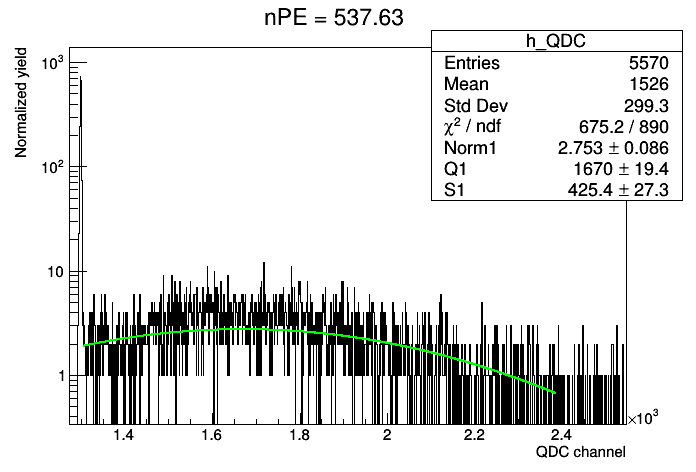 nPE = 537.63
h_QDC
Entries 5570
Mean 1526
Std Dev 299.3
χ² / ndf 675.2 / 890
Norm1 2.753 ± 0.086
Q1 1670 ± 19.4
S1 425.4 ± 27.3
Normalized yield
10³
10²
10
1
1.4 1.6 1.8 2 2.2 2.4
×10³
QDC channel